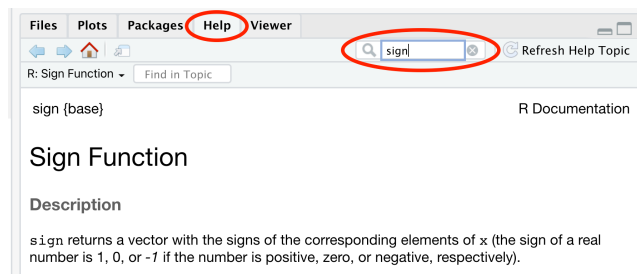 Files Plots Packages Help Viewer
sign Refresh Help Topic
R: Sign Function Find in Topic
sign {base} R Documentation
Sign Function
Description
sign returns a vector with the signs of the corresponding elements of x (the sign of a real
number is 1, 0, or -1 if the number is positive, zero, or negative, respectively).